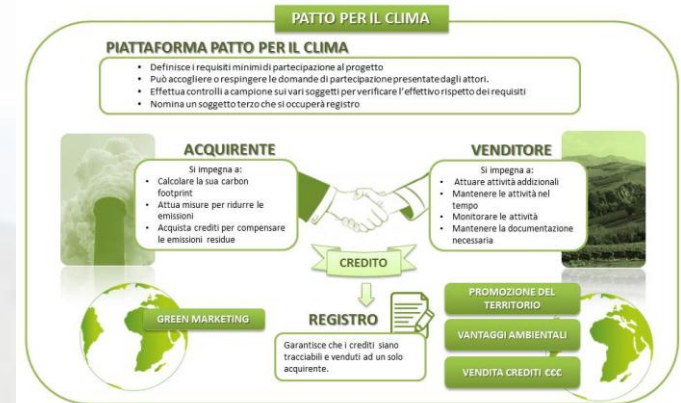 PATTO PER IL CLIMA
PIATTAFORMA PATTO PER IL CLIMA
• Definisce i requisiti minimi di partecipazione al progetto
• Può accogliere o respingere le domande di partecipazione presentate dagli attori.
• Effettua controlli a campione sui vari soggetti per verificare l'effettivo rispetto dei requisiti
• Nomina un soggetto terzo che si occuperà registro
ACQUIRENTE
Si impegna a:
• Calcolare la sua carbon
footprint
• Attua misure per ridurre le
emissioni
• Acquista crediti per compensare
le emissioni residue
VENDITORE
Si impegna a:
• Attuare attività addizionali
• Mantenere le attività nel
tempo
• Monitorare le attività
• Mantenere la documentazione
necessaria
CREDITO
GREEN MARKETING
REGISTRO
Garantisce che i crediti siano
tracciabili e venduti ad un solo
acquirente.
PROMOZIONE DEL
TERRITORIO
VANTAGGI AMBIENTALI
VENDITA CREDITI €€€